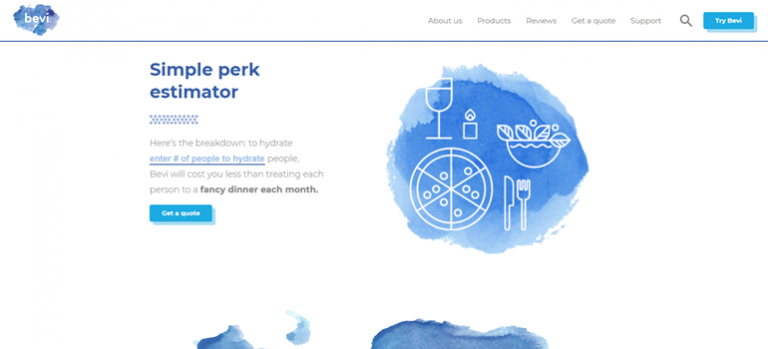 bevi
About us Products Reviews Get a quote Support Try Bevi
Simple perk
estimator
Here's the breakdown: to hydrate
enter # of people to hydrate people,
Bevi will cost you less than treating each
person to a fancy dinner each month.
Get a quote